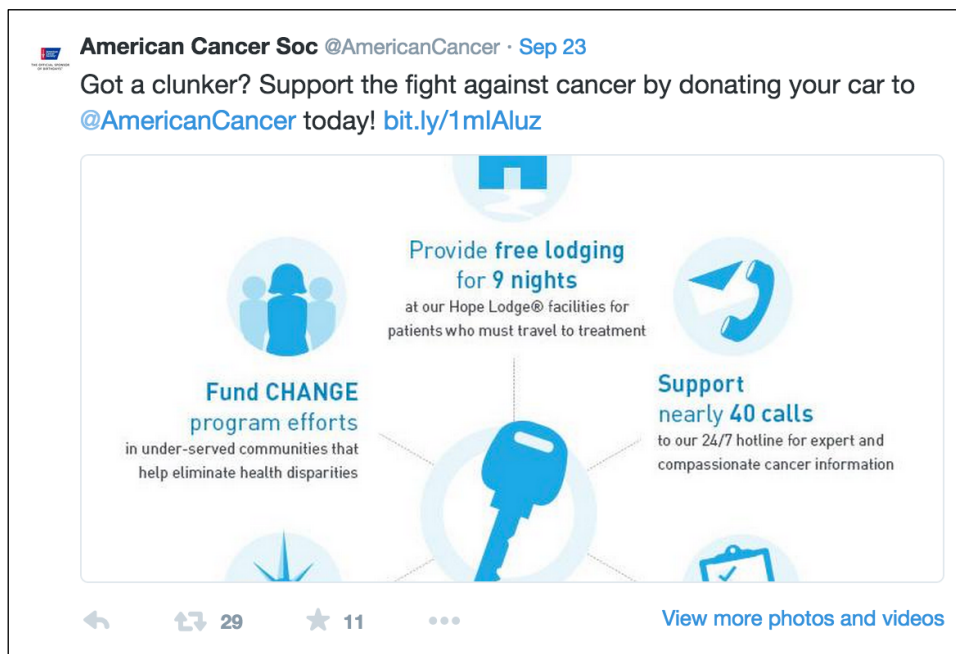 American Cancer Soc @AmericanCancer · Sep 23
Got a clunker? Support the fight against cancer by donating your car to
@AmericanCancer today! bit.ly/1mlAluz
Provide free lodging
for 9 nights
at our Hope Lodge® facilities for
patients who must travel to treatment
Fund CHANGE
program efforts
in under-served communities that
help eliminate health disparities
Support
nearly 40 calls
to our 24/7 hotline for expert and
compassionate cancer information
29
11
View more photos and videos